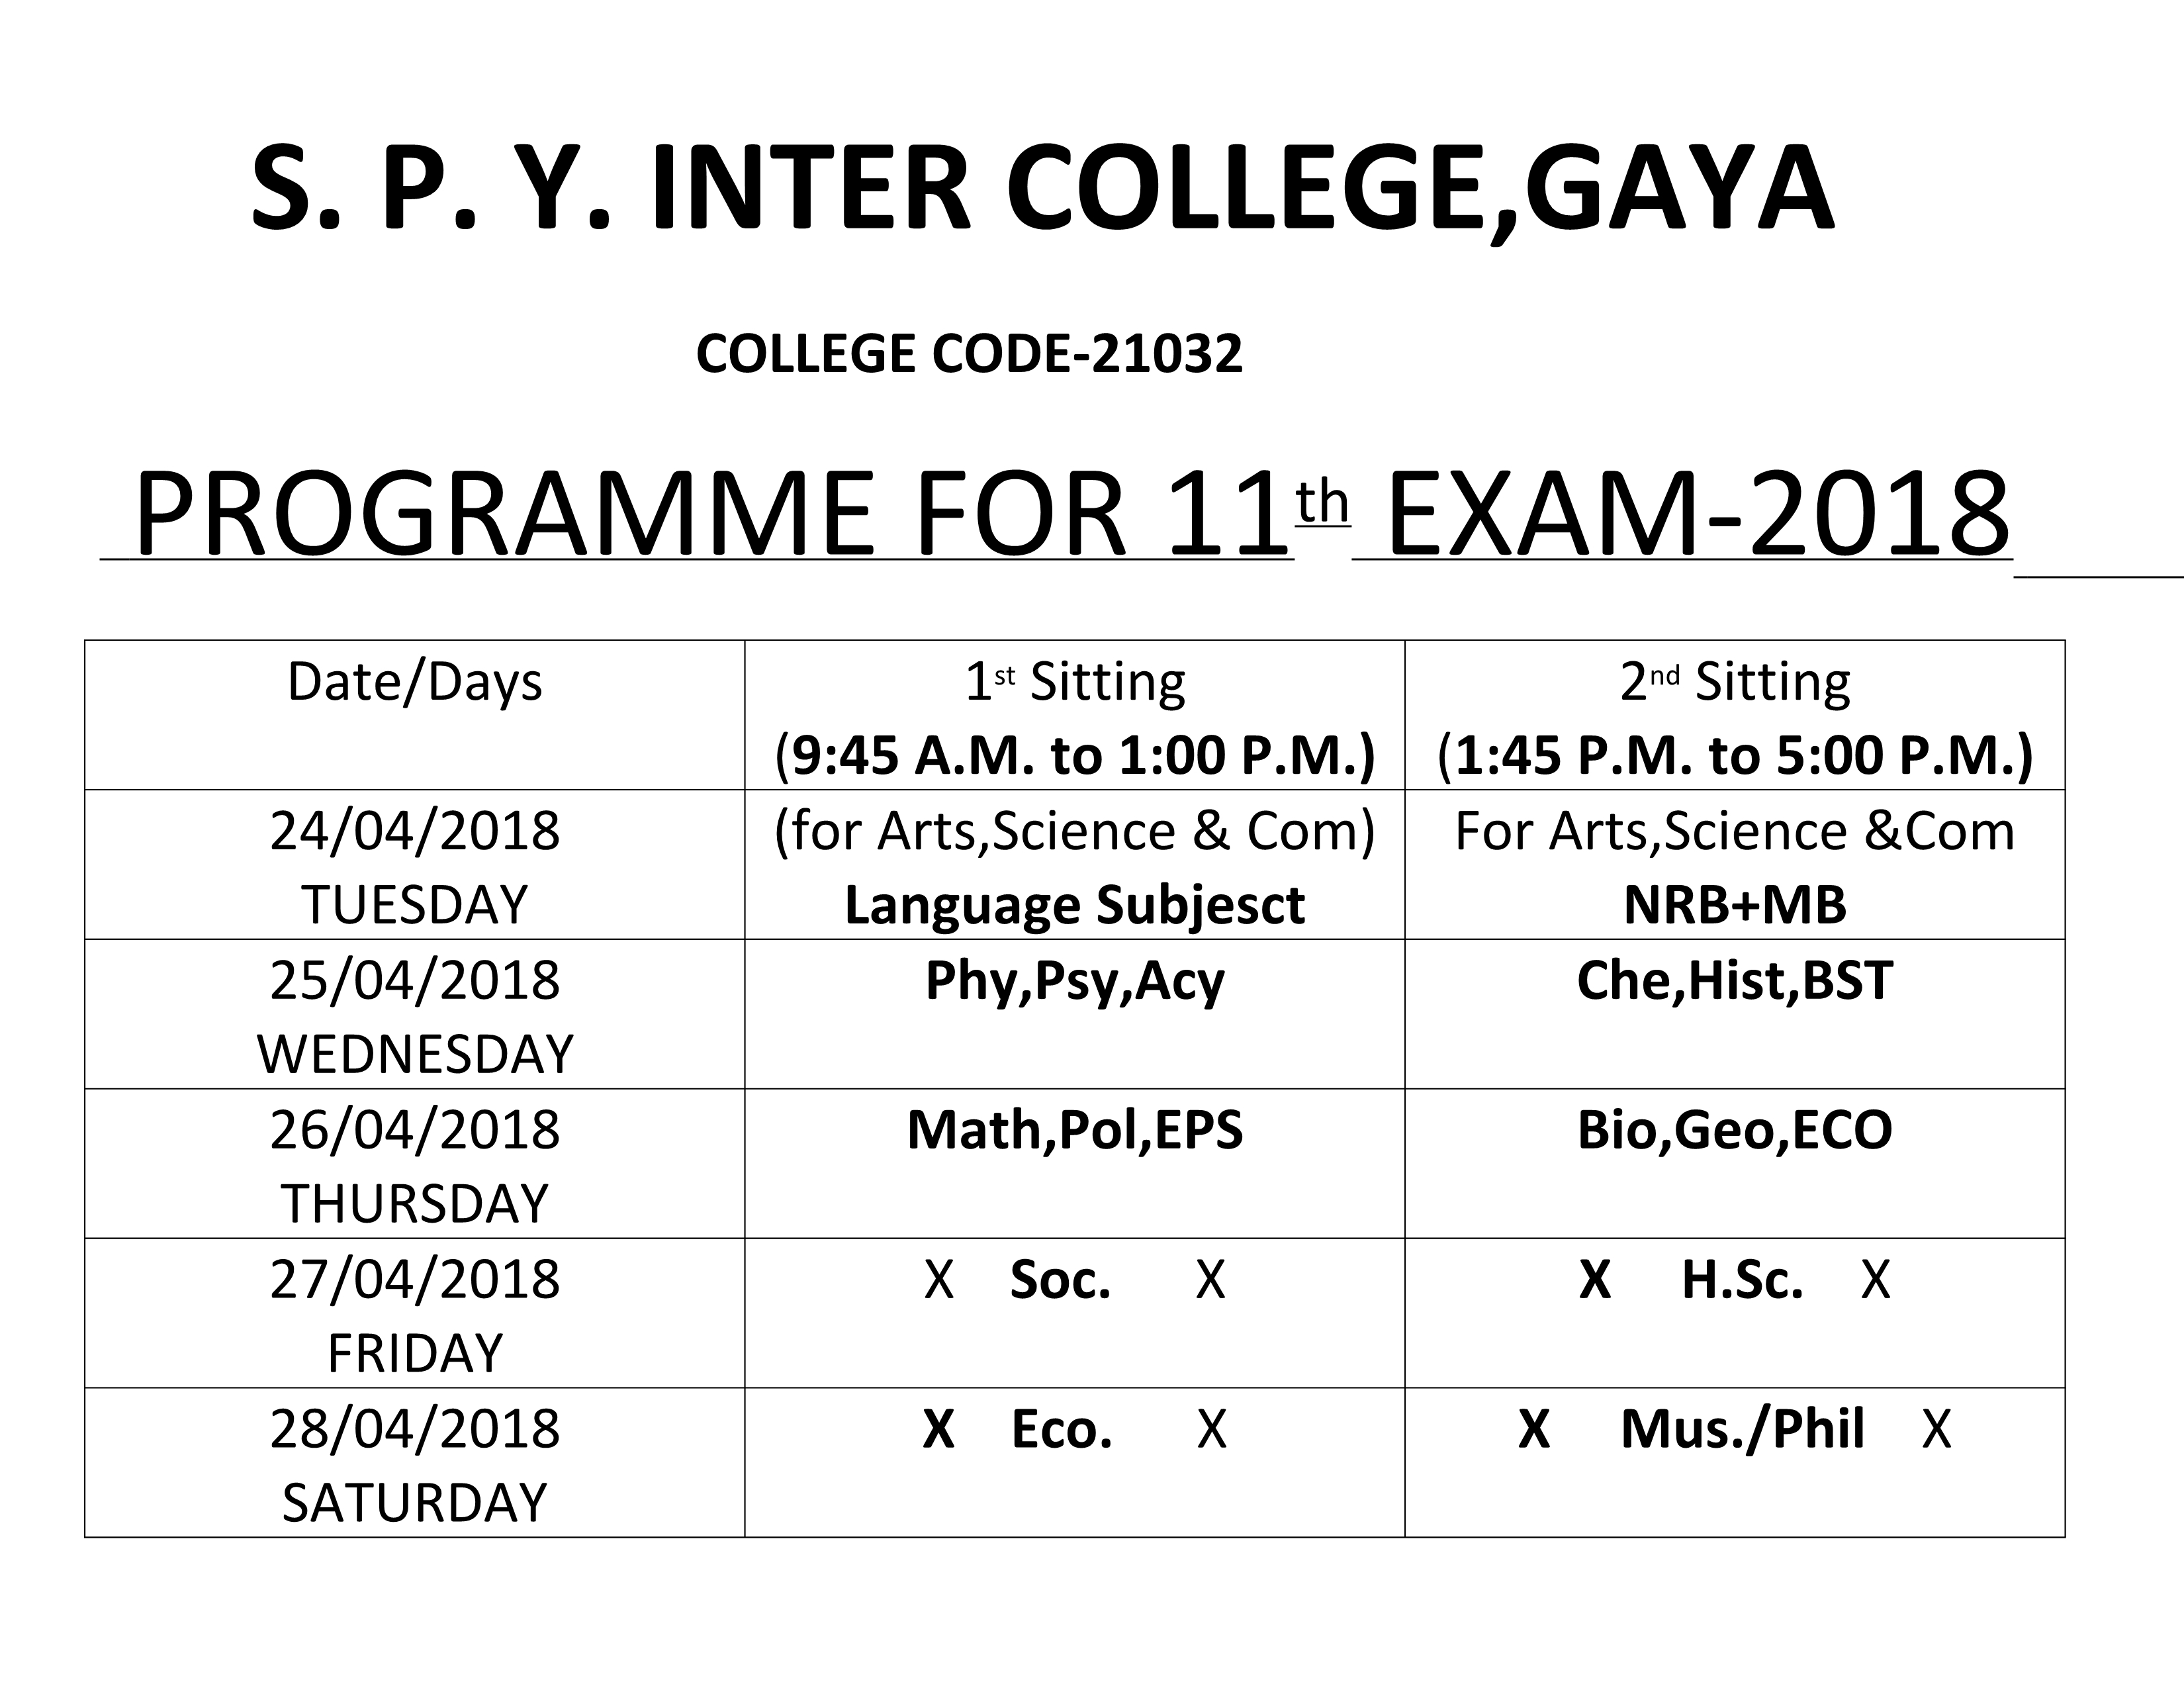 S. P. Y. INTER COLLEGE,GAYA
COLLEGE CODE-21032
PROGRAMME FOR 11th EXAM-2018
Date/Days
1st Sitting
(9:45 A.M. to 1:00 P.M.)
2nd Sitting
(1:45 P.M. to 5:00 P.M.)
24/04/2018
TUESDAY
(for Arts,Science & Com)
Language Subjesct
For Arts,Science &Com
NRB+MB
25/04/2018
WEDNESDAY
Phy,Psy,Acy
Che,Hist,BST
26/04/2018
THURSDAY
Math,Pol,EPS
Bio,Geo,ECO
27/04/2018
FRIDAY
X Soc. X
X H.Sc. X
28/04/2018
SATURDAY
X Eco. X
X Mus./Phil X